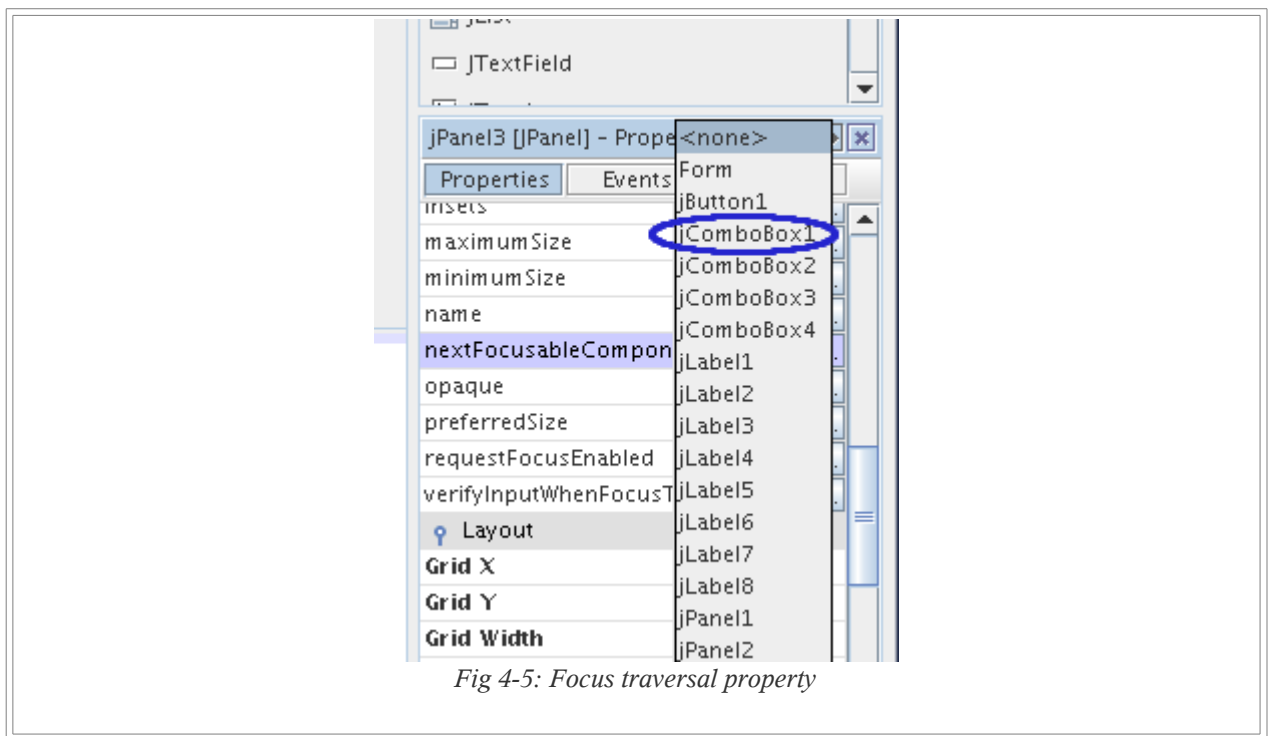 JTextField
jPanel3 [JPanel] - Prope
Properties
Events
insets
maximumSize
minimumSize
name
nextFocusableCompon
opaque
preferredSize
requestFocusEnabled
verifyInputWhenFocusT
Layout
Grid X
Grid Y
Grid Width
<none>
Form
jButton1
jComboBox1
jComboBox2
jComboBox3
jComboBox4
jLabel1
jLabel2
jLabel3
jLabel4
jLabel5
jLabel6
jLabel7
jLabel8
jPanel1
jPanel2
Fig 4-5: Focus traversal property